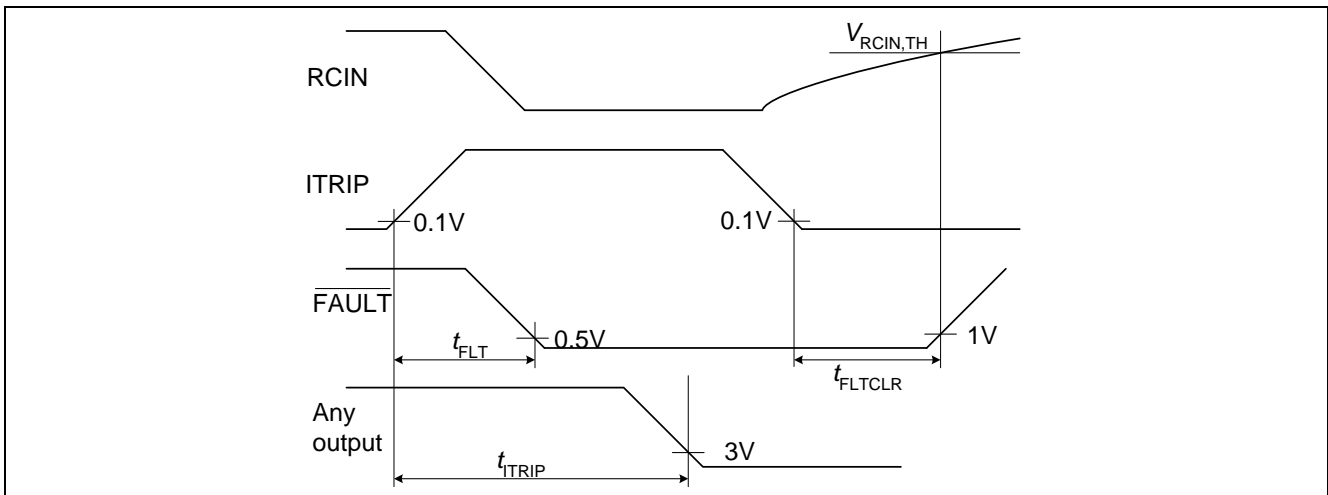 V_RCIN,TH
RCIN
ITRIP
0.1V
0.1V
FAULT
0.5V
1V
t_FLT
t_FLTCLR
Any
output
3V
t_ITRIP